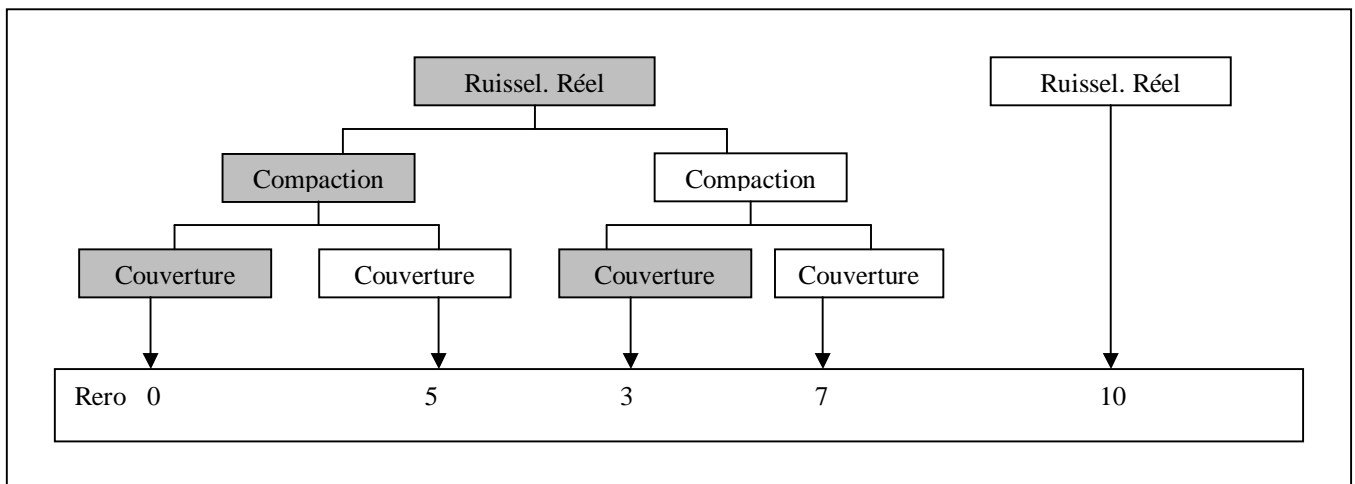 Ruissel. Réel Ruissel. Réel
Compaction Compaction
Couverture Couverture Couverture Couverture
Rero 0 5 3 7 10